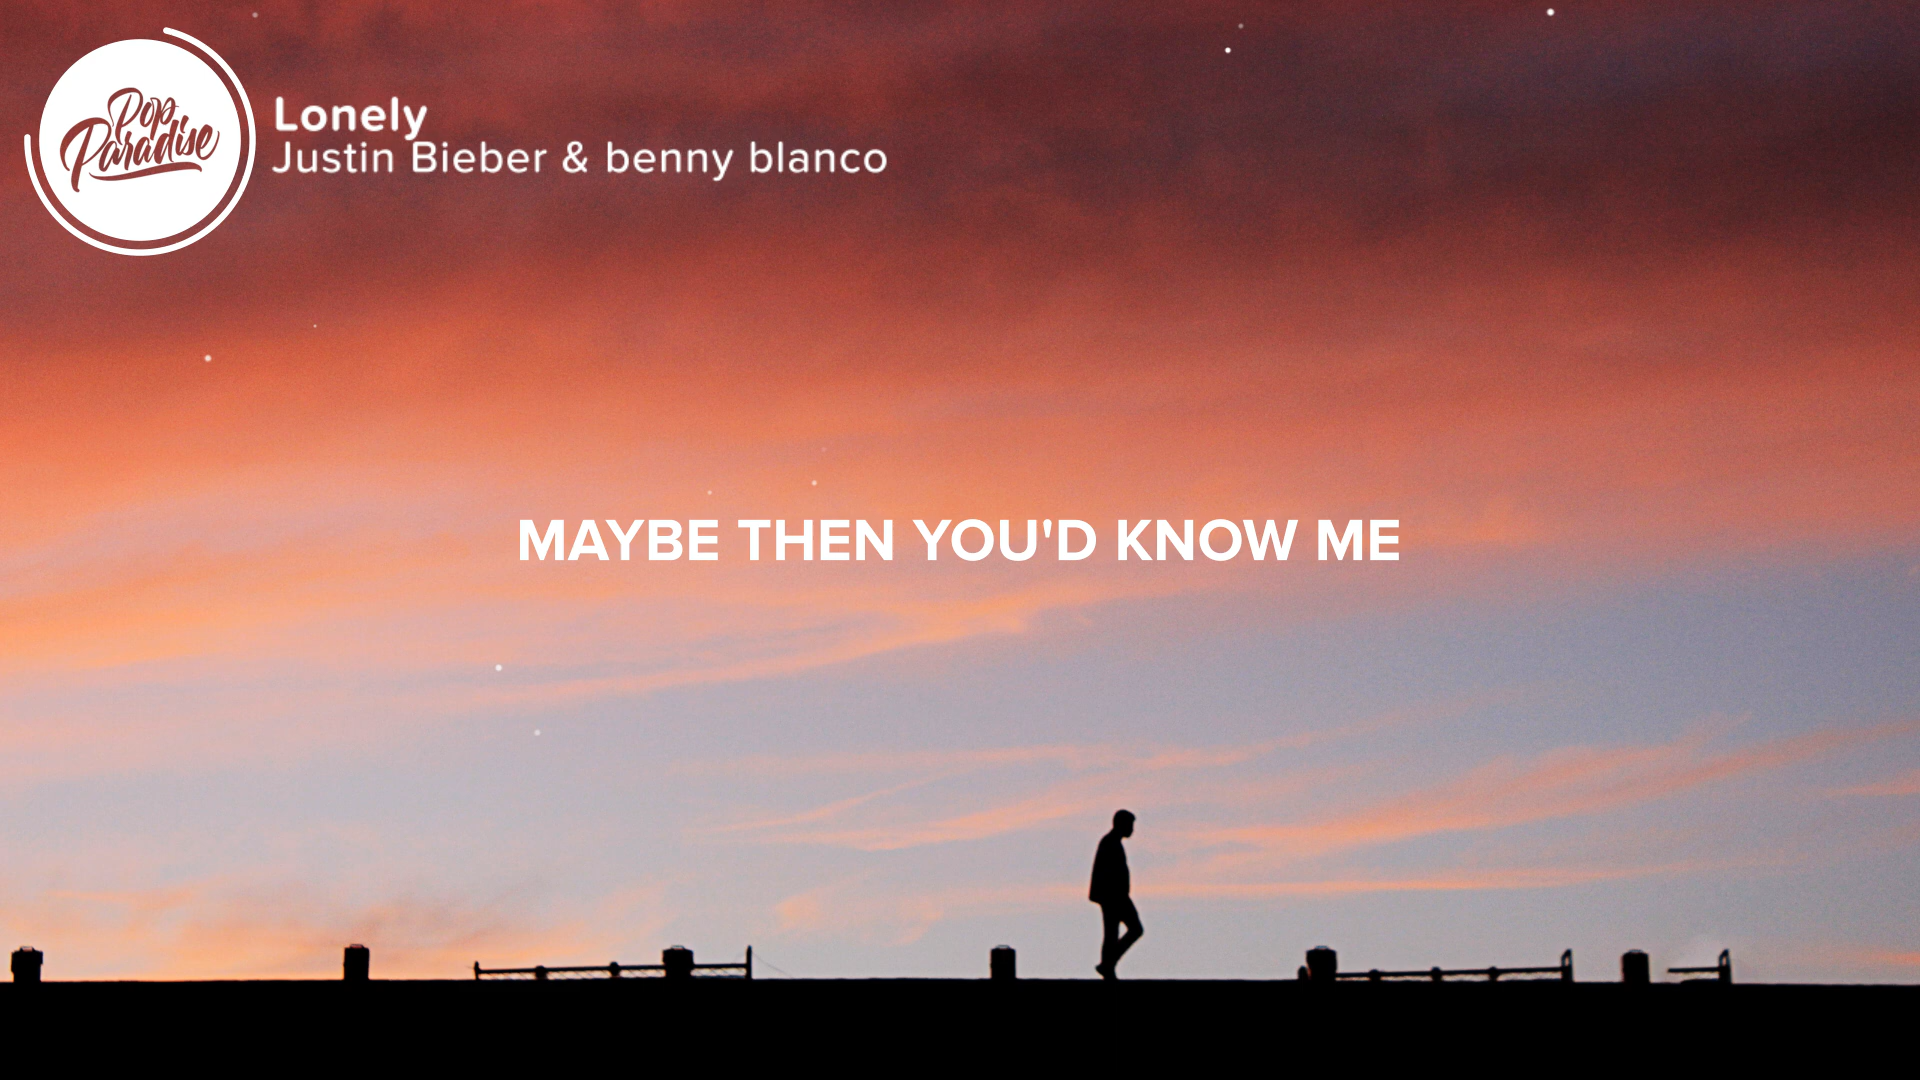 Pop
Paradise
Lonely
Justin Bieber & benny blanco
MAYBE THEN YOU'D KNOW ME